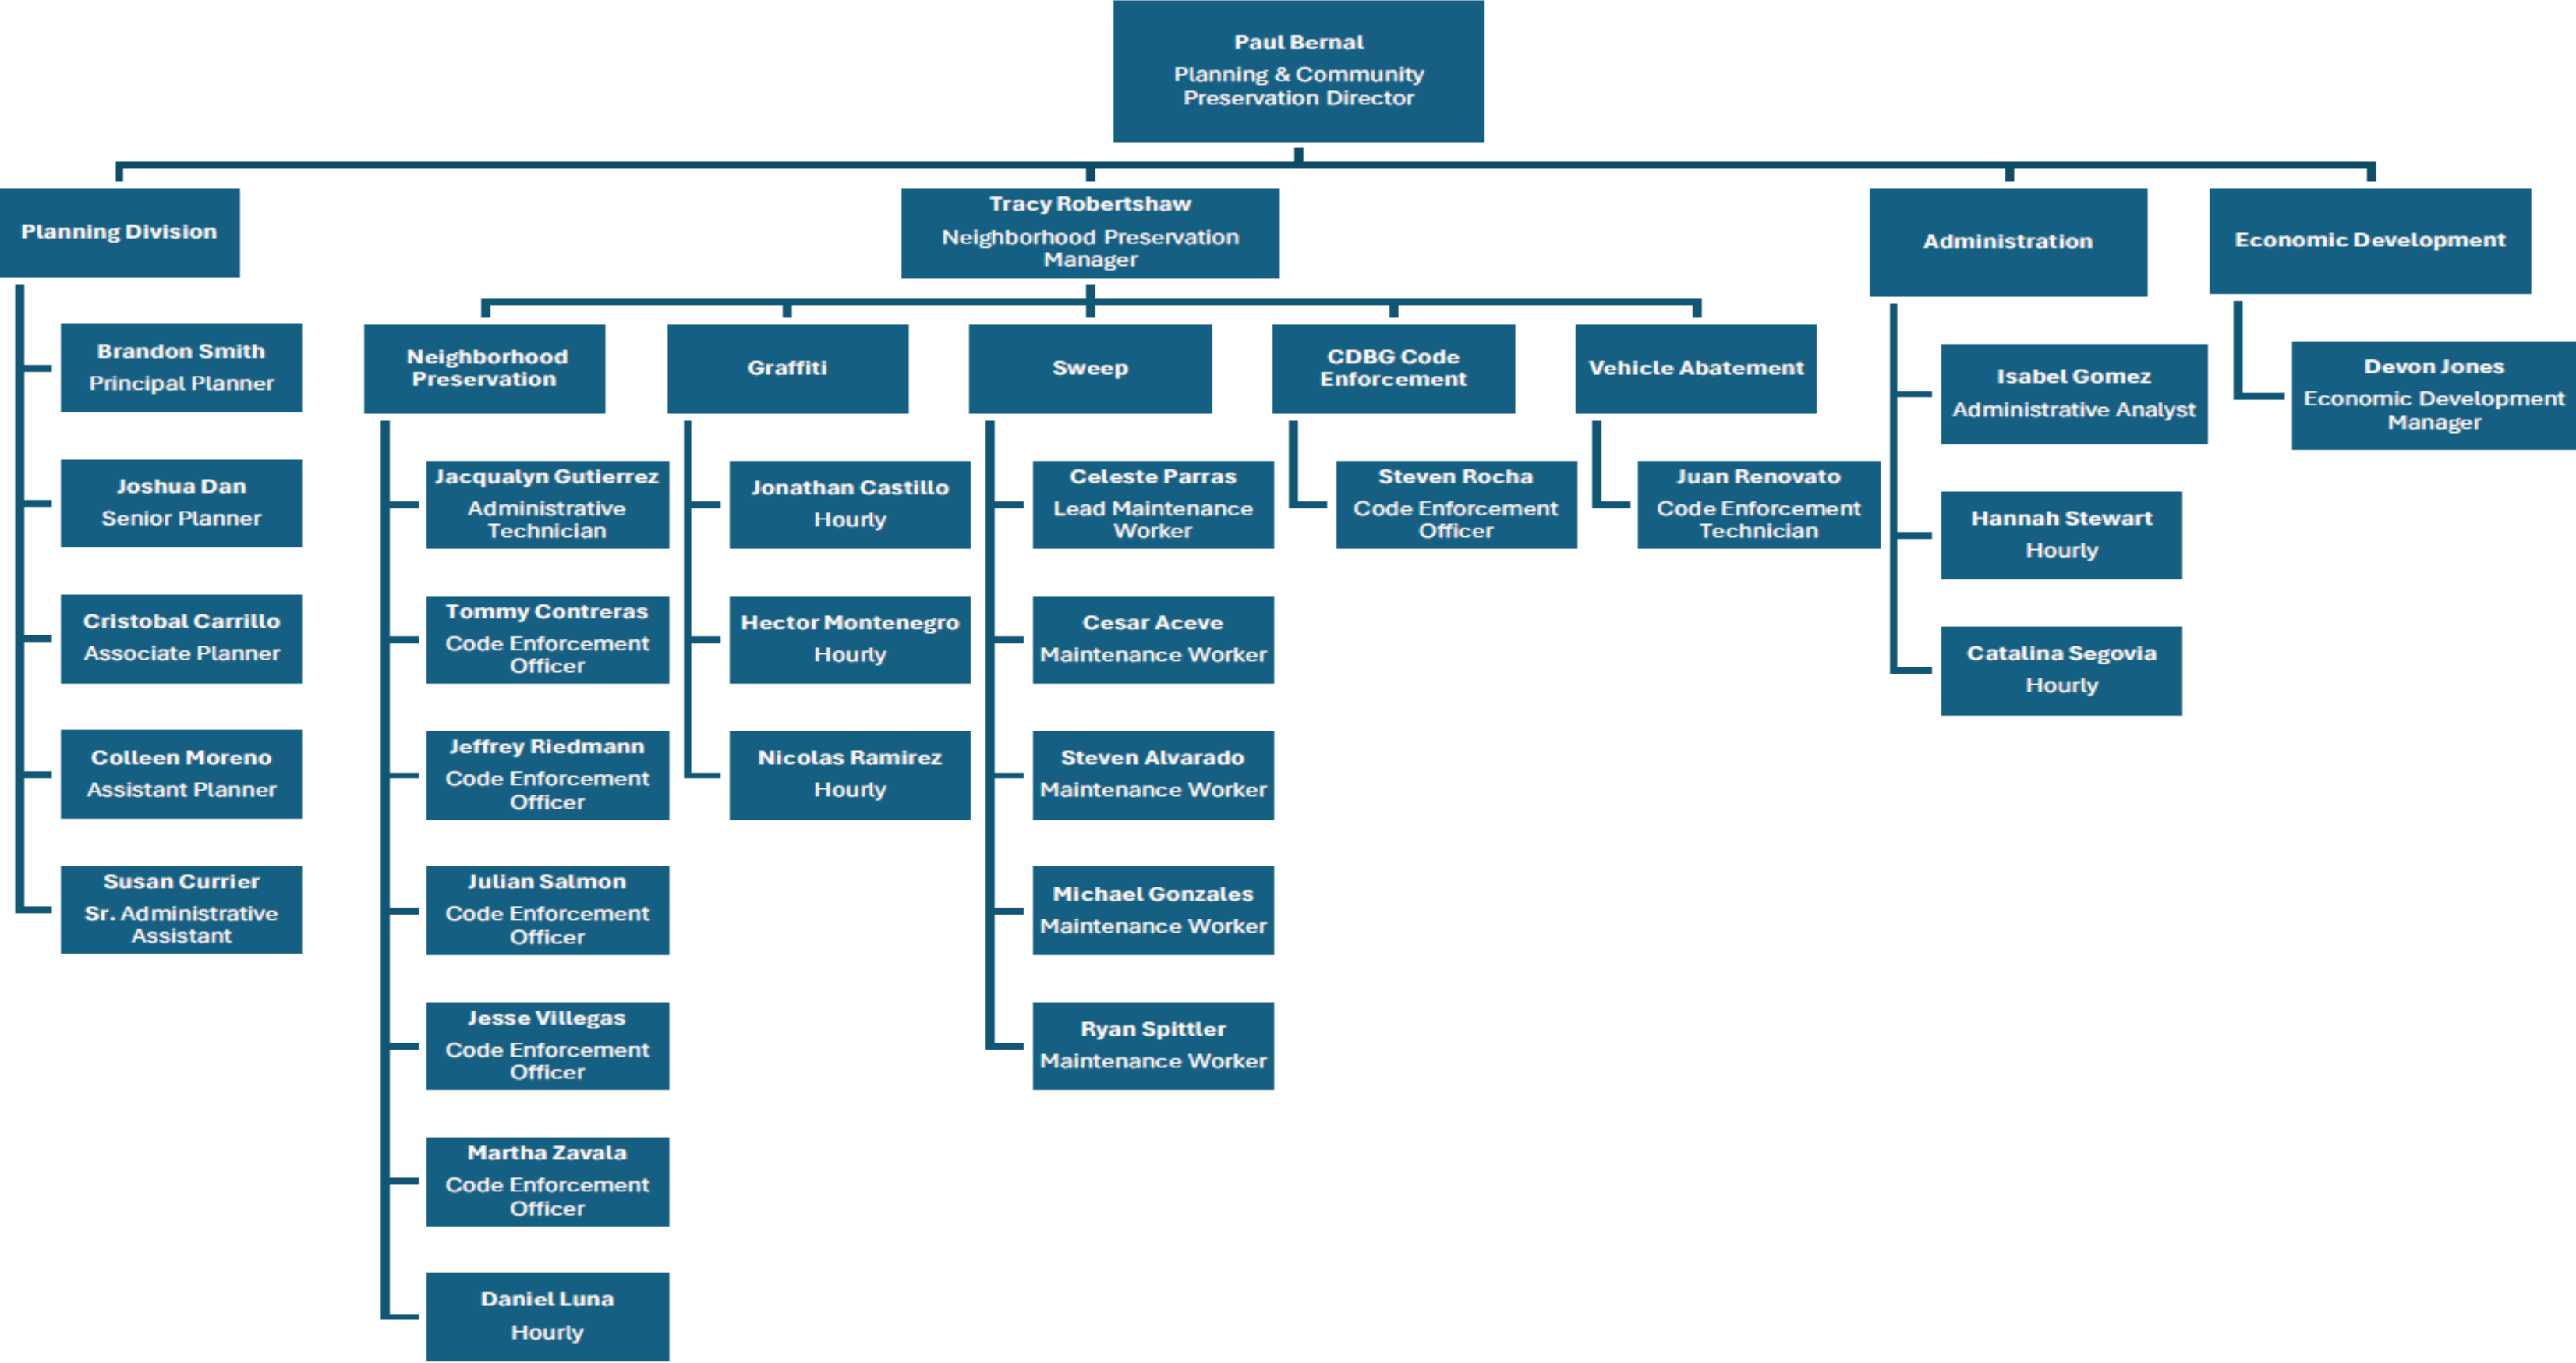 Paul Bernal
Planning & Community
Preservation Director
Planning Division
Tracy Robertshaw
Neighborhood Preservation
Manager
Administration
Economic Development
Brandon Smith
Principal Planner
Joshua Dan
Senior Planner
Cristobal Carrillo
Associate Planner
Colleen Moreno
Assistant Planner
Susan Currier
Sr. Administrative
Assistant
Neighborhood
Preservation
Jacqualyn Gutierrez
Administrative
Technician
Tommy Contreras
Code Enforcement
Officer
Jeffrey Riedmann
Code Enforcement
Officer
Julian Salmon
Code Enforcement
Officer
Jesse Villegas
Code Enforcement
Officer
Martha Zavala
Code Enforcement
Officer
Daniel Luna
Hourly
Graffiti
Jonathan Castillo
Hourly
Hector Montenegro
Hourly
Nicolas Ramirez
Hourly
Sweep
Celeste Parras
Lead Maintenance
Worker
Cesar Aceve
Maintenance Worker
Steven Alvarado
Maintenance Worker
Michael Gonzales
Maintenance Worker
Ryan Spittler
Maintenance Worker
CDBG Code
Enforcement
Steven Rocha
Code Enforcement
Officer
Vehicle Abatement
Juan Renovato
Code Enforcement
Technician
Isabel Gomez
Administrative Analyst
Hannah Stewart
Hourly
Catalina Segovia
Hourly
Devon Jones
Economic Development
Manager